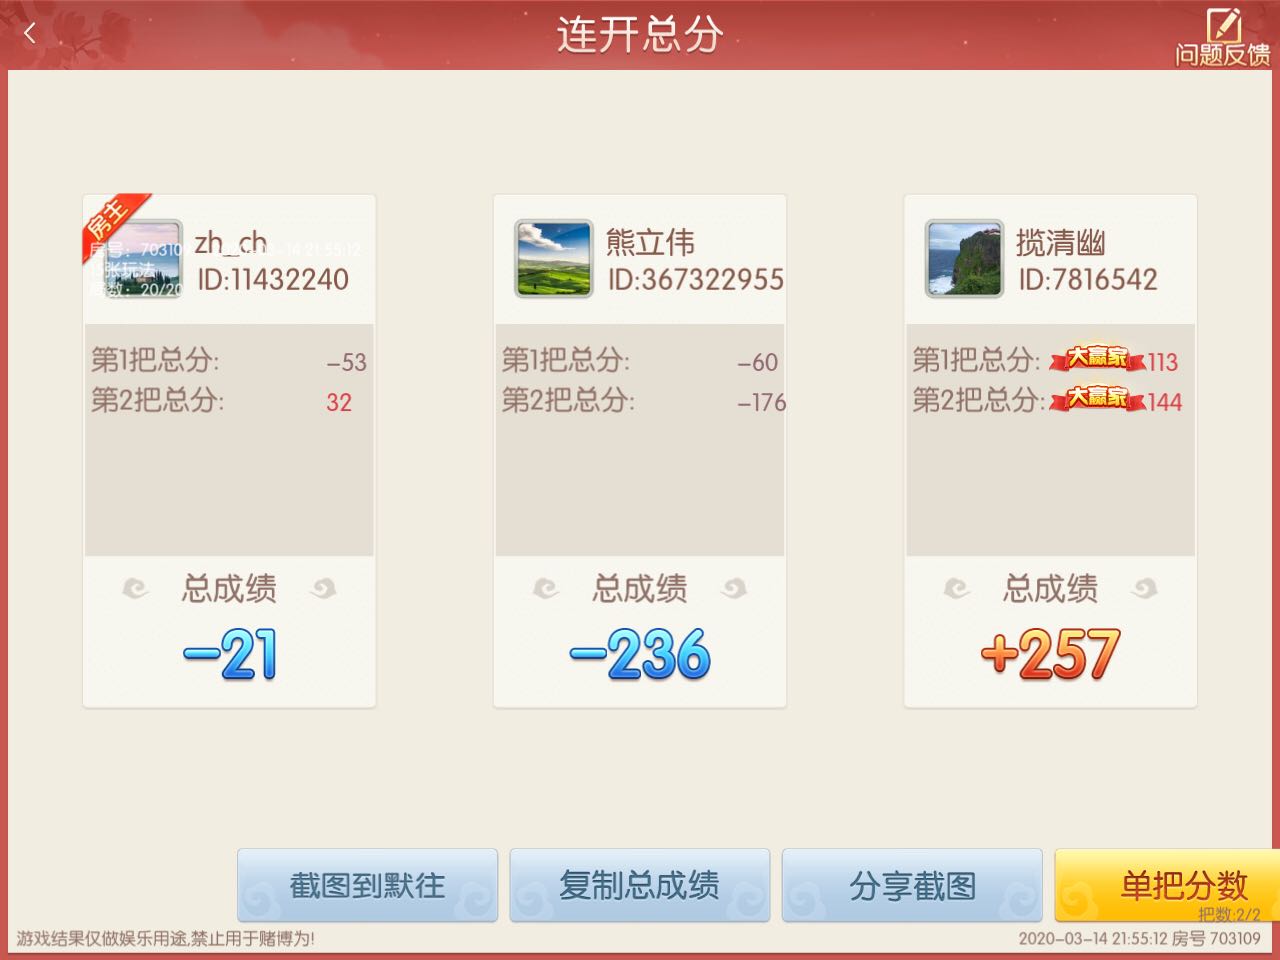 连开总分
问题反馈
房主
zh_ch
ID:11432240
房号：703109
03-14 21:55:12
张玩法
数：20/20
第1把总分: -53
第2把总分: 32
总成绩
-21
熊立伟
ID:367322955
第1把总分: -60
第2把总分: -176
总成绩
-236
揽清幽
ID:7816542
第1把总分: 大赢家 113
第2把总分: 大赢家 144
总成绩
+257
截图到默往
复制总成绩
分享截图
单把分数
把数:2/2
游戏结果仅做娱乐用途,禁止用于赌博为!
2020-03-14 21:55:12 房号 703109